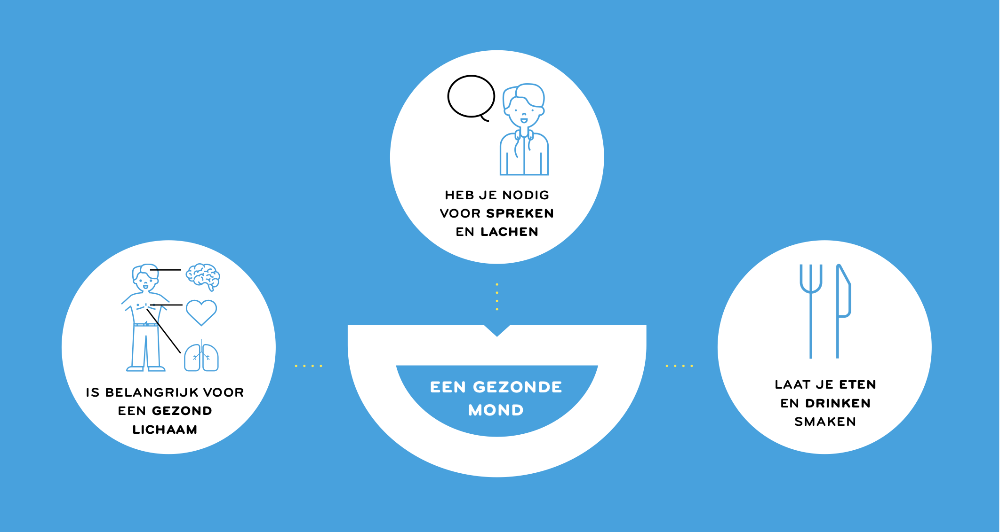 HEB JE NODIG
VOOR SPREKEN
EN LACHEN
IS BELANGRIJK VOOR
EEN GEZOND
LICHAAM
EEN GEZONDE
MOND
LAAT JE ETEN
EN DRINKEN
SMAKEN